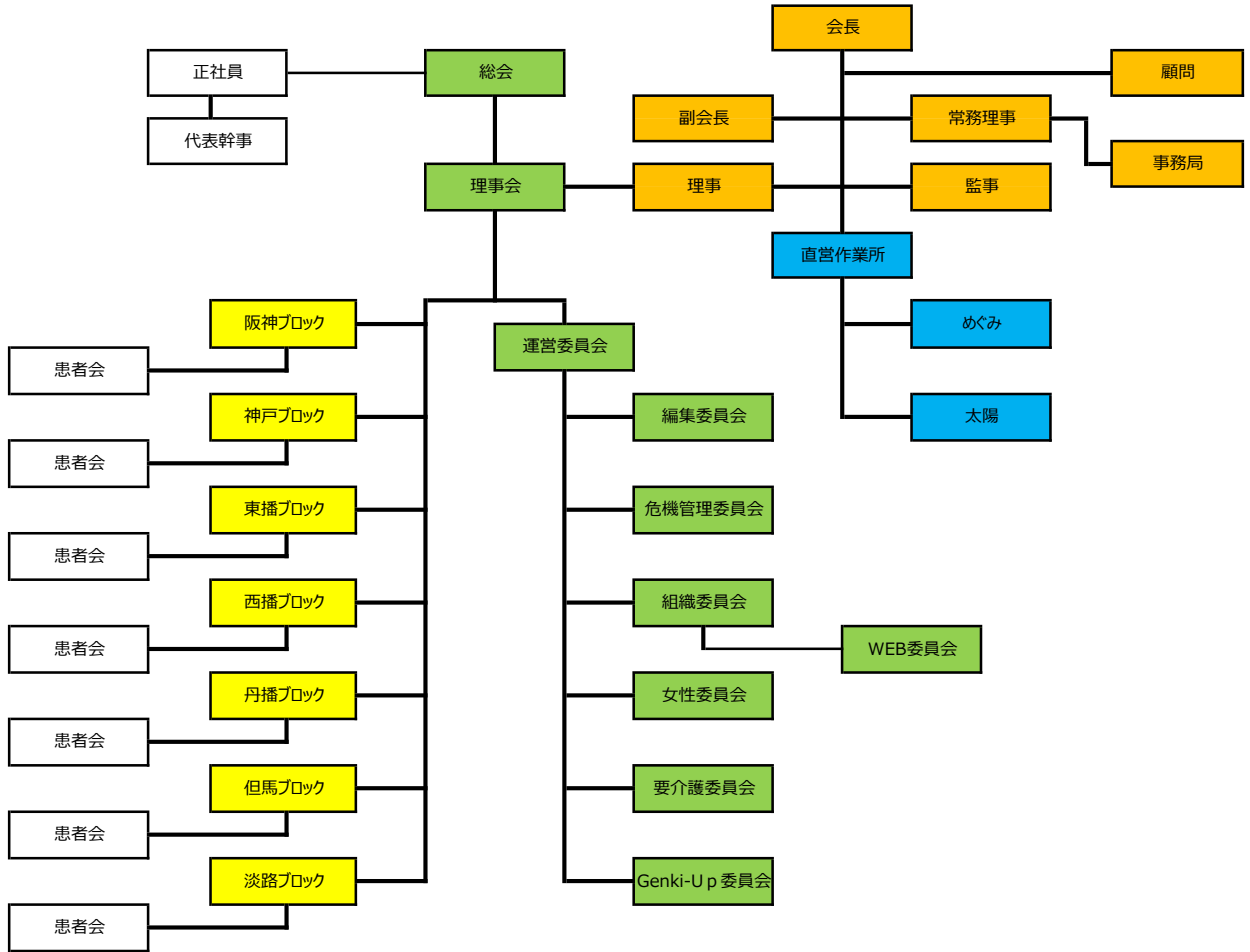 会長
正社員
総会
顧問
副会長
常務理事
代表幹事
事務局
理事会
理事
監事
直営作業所
阪神ブロック
めぐみ
運営委員会
患者会
神戸ブロック
編集委員会
太陽
患者会
東播ブロック
危機管理委員会
患者会
西播ブロック
組織委員会
患者会
WEB委員会
丹播ブロック
女性委員会
患者会
但馬ブロック
要介護委員会
患者会
淡路ブロック
Genki-Up委員会
患者会